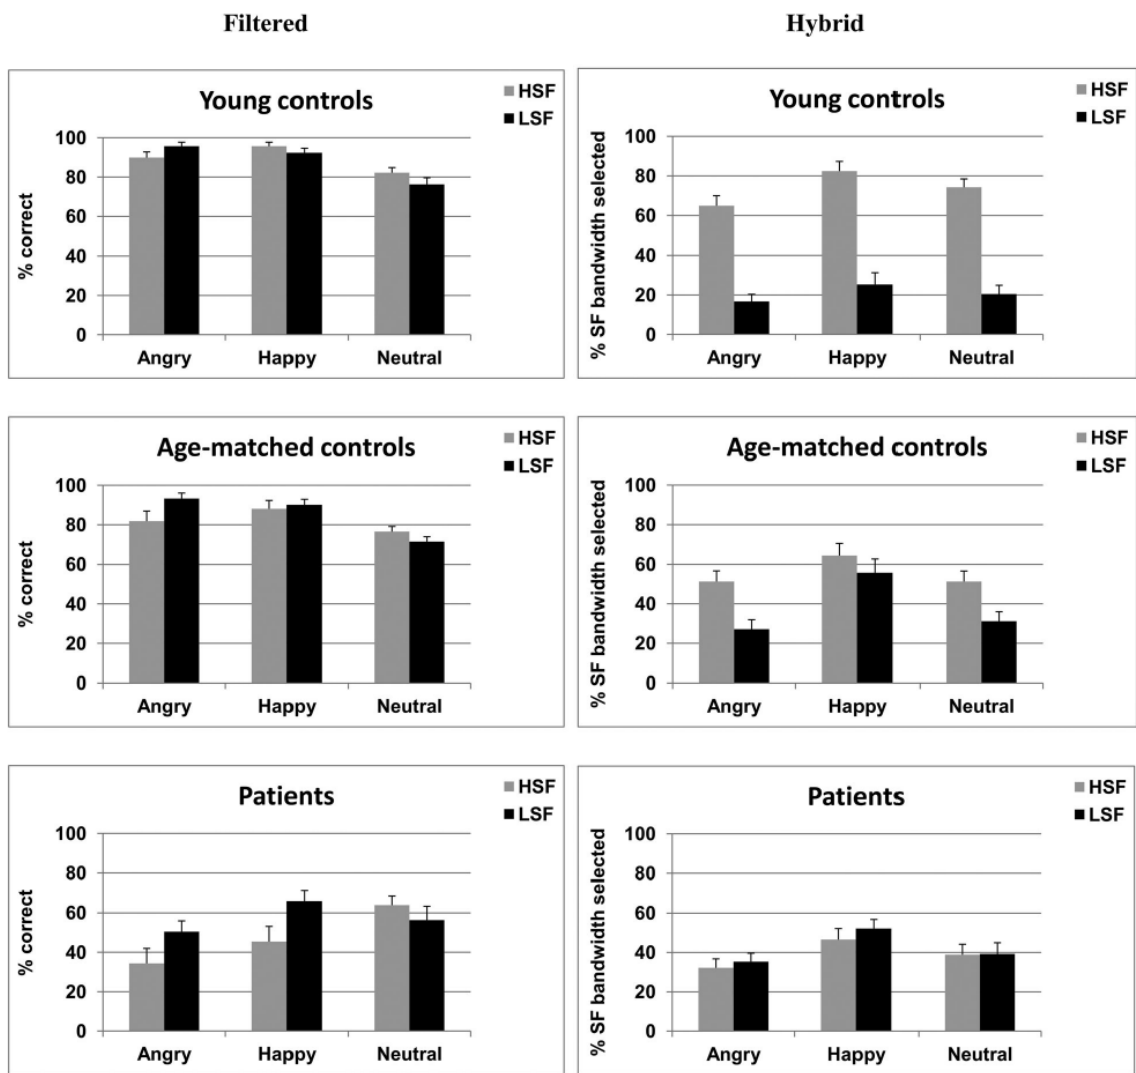 Filtered
Hybrid
Young controls
HSF
LSF
% correct
100
80
60
40
20
0
Angry Happy Neutral
Young controls
HSF
LSF
% SF bandwidth selected
100
80
60
40
20
0
Angry Happy Neutral
Age-matched controls
HSF
LSF
% correct
100
80
60
40
20
0
Angry Happy Neutral
Age-matched controls
HSF
LSF
% SF bandwidth selected
100
80
60
40
20
0
Angry Happy Neutral
Patients
HSF
LSF
% correct
100
80
60
40
20
0
Angry Happy Neutral
Patients
HSF
LSF
% SF bandwidth selected
100
80
60
40
20
0
Angry Happy Neutral